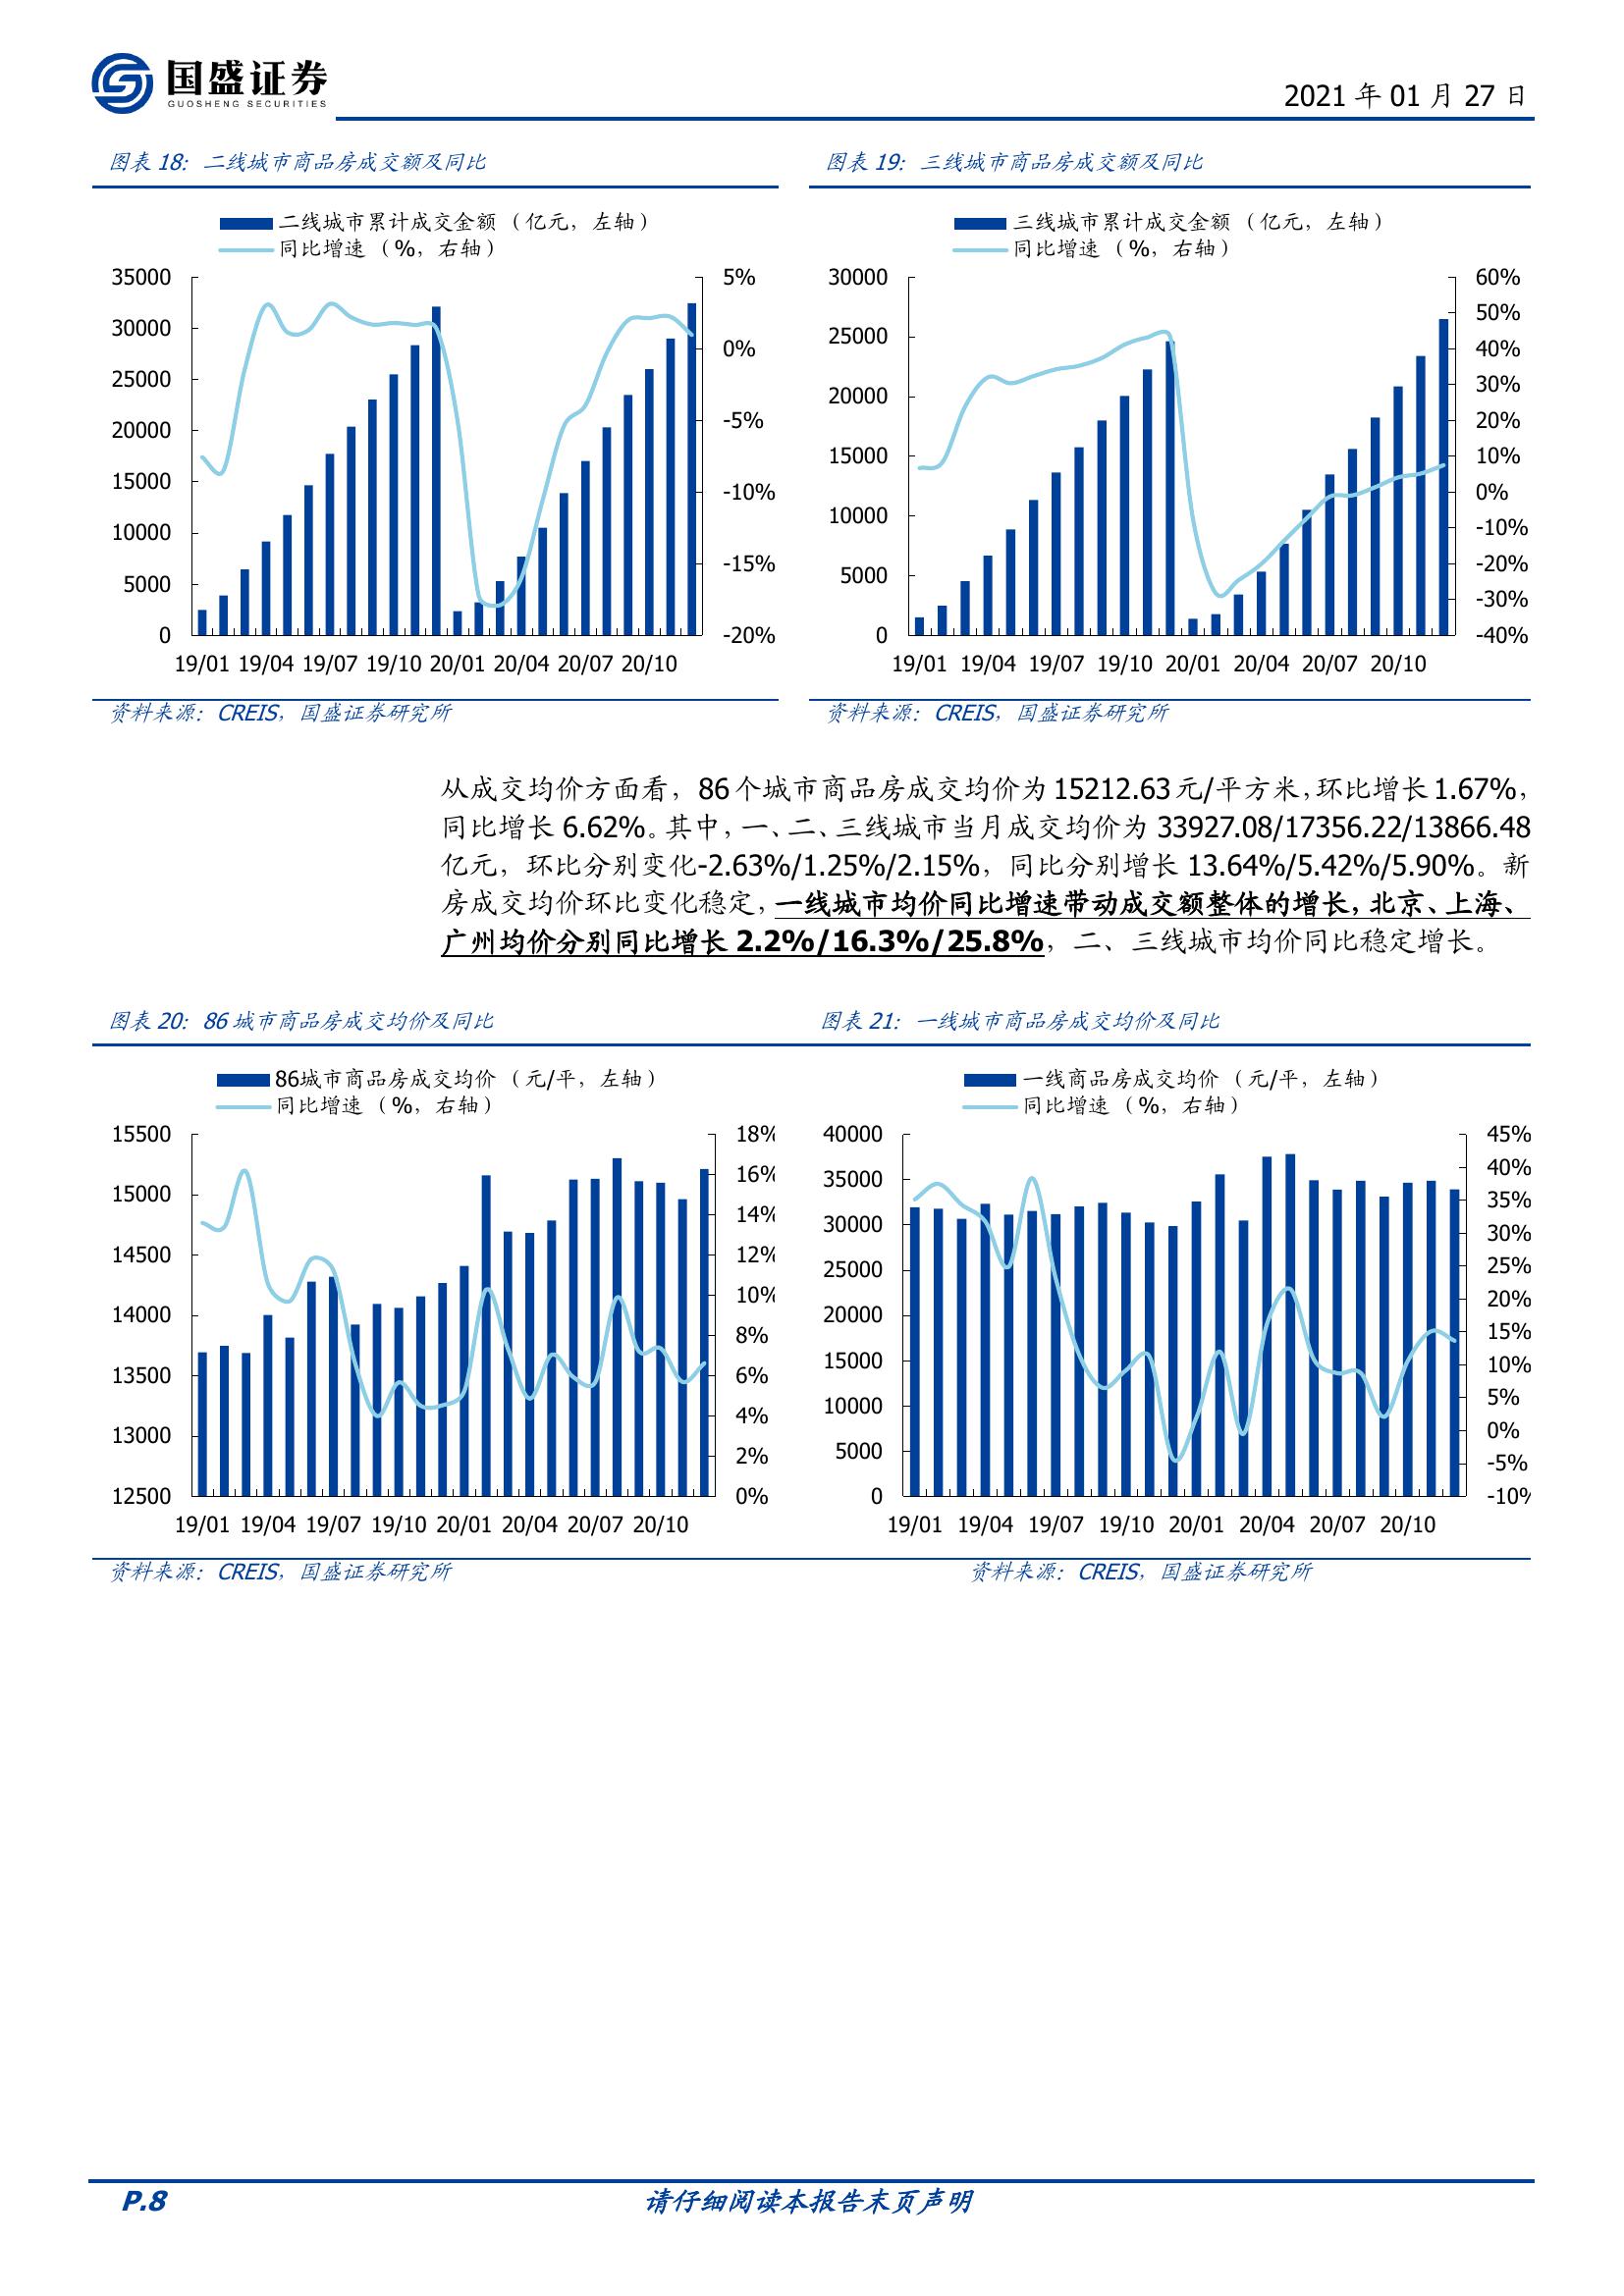 国盛证券
GUOSHENG SECURITIES
2021 年 01 月 27 日
图表 18：二线城市商品房成交额及同比
二线城市累计成交金额（亿元，左轴）
同比增速（%，右轴）
35000
30000
25000
20000
15000
10000
5000
0
5%
0%
-5%
-10%
-15%
-20%
19/01 19/04 19/07 19/10 20/01 20/04 20/07 20/10
资料来源：CREIS，国盛证券研究所
图表 19：三线城市商品房成交额及同比
三线城市累计成交金额（亿元，左轴）
同比增速（%，右轴）
30000
25000
20000
15000
10000
5000
0
60%
50%
40%
30%
20%
10%
0%
-10%
-20%
-30%
-40%
19/01 19/04 19/07 19/10 20/01 20/04 20/07 20/10
资料来源：CREIS，国盛证券研究所
从成交均价方面看，86个城市商品房成交均价为15212.63元/平方米，环比增长1.67%，
同比增长 6.62%。其中，一、二、三线城市当月成交均价为 33927.08/17356.22/13866.48
亿元，环比分别变化-2.63%/1.25%/2.15%，同比分别增长 13.64%/5.42%/5.90%。新
房成交均价环比变化稳定，一线城市均价同比增速带动成交额整体的增长，北京、上海、
广州均价分别同比增长 2.2%/16.3%/25.8%，二、三线城市均价同比稳定增长。
图表 20：86 城市商品房成交均价及同比
86城市商品房成交均价（元/平，左轴）
同比增速（%，右轴）
15500
15000
14500
14000
13500
13000
12500
18%
16%
14%
12%
10%
8%
6%
4%
2%
0%
19/01 19/04 19/07 19/10 20/01 20/04 20/07 20/10
资料来源：CREIS，国盛证券研究所
图表 21：一线城市商品房成交均价及同比
一线商品房成交均价（元/平，左轴）
同比增速（%，右轴）
40000
35000
30000
25000
20000
15000
10000
5000
0
45%
40%
35%
30%
25%
20%
15%
10%
5%
0%
-5%
-10%
19/01 19/04 19/07 19/10 20/01 20/04 20/07 20/10
资料来源：CREIS，国盛证券研究所
P.8
请仔细阅读本报告末页声明